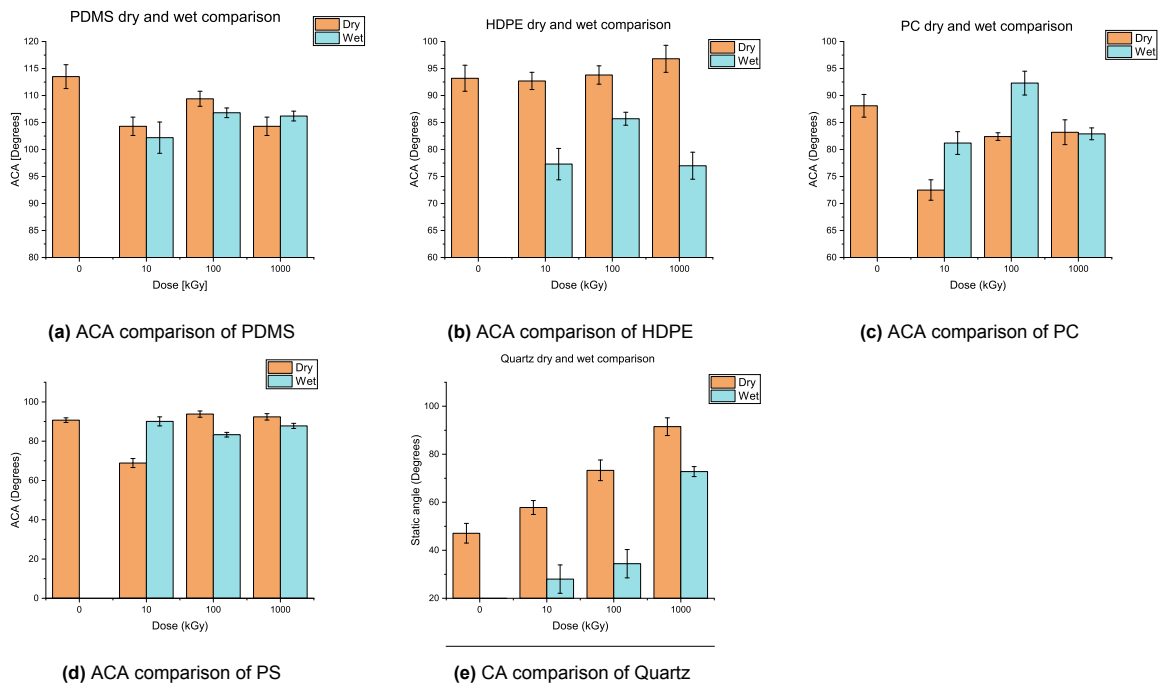 PDMS dry and wet comparison
Dry
Wet
120
115
110
105
100
95
90
85
80
ACA [Degrees]
0
10
100
1000
Dose [kGy]
(a) ACA comparison of PDMS
HDPE dry and wet comparison
Dry
Wet
100
95
90
85
80
75
70
65
60
ACA (Degrees)
0
10
100
1000
Dose (kGy)
(b) ACA comparison of HDPE
PC dry and wet comparison
Dry
Wet
100
95
90
85
80
75
70
65
60
ACA (Degrees)
0
10
100
1000
Dose (kGy)
(c) ACA comparison of PC
Dry
Wet
100
80
60
40
20
0
ACA (Degrees)
0
10
100
1000
Dose (kGy)
(d) ACA comparison of PS
Quartz dry and wet comparison
Dry
Wet
100
80
60
40
20
Static angle (Degrees)
0
10
100
1000
Dose (kGy)
(e) CA comparison of Quartz